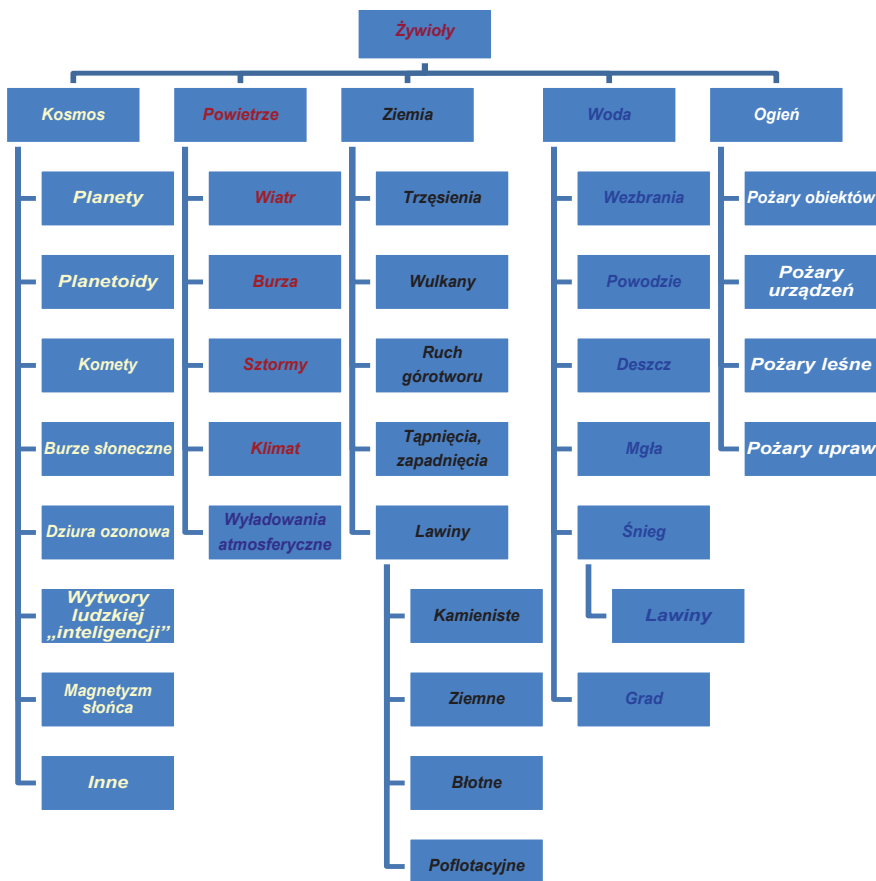 Żywioły
Kosmos
Planety
Planetoidy
Komety
Burze słoneczne
Dziura ozonowa
Wytwory
ludzkiej
„inteligencji”
Magnetyzm
słońca
Inne
Powietrze
Wiatr
Burza
Sztormy
Klimat
Wyładowania
atmosferyczne
Ziemia
Trzęsienia
Wulkany
Ruch
górotworu
Tąpnięcia,
zapadnięcia
Lawiny
Kamieniste
Ziemne
Błotne
Poflotacyjne
Woda
Wezbrania
Powodzie
Deszcz
Mgła
Śnieg
Lawiny
Grad
Ogień
Pożary obiektów
Pożary
urządzeń
Pożary leśne
Pożary upraw